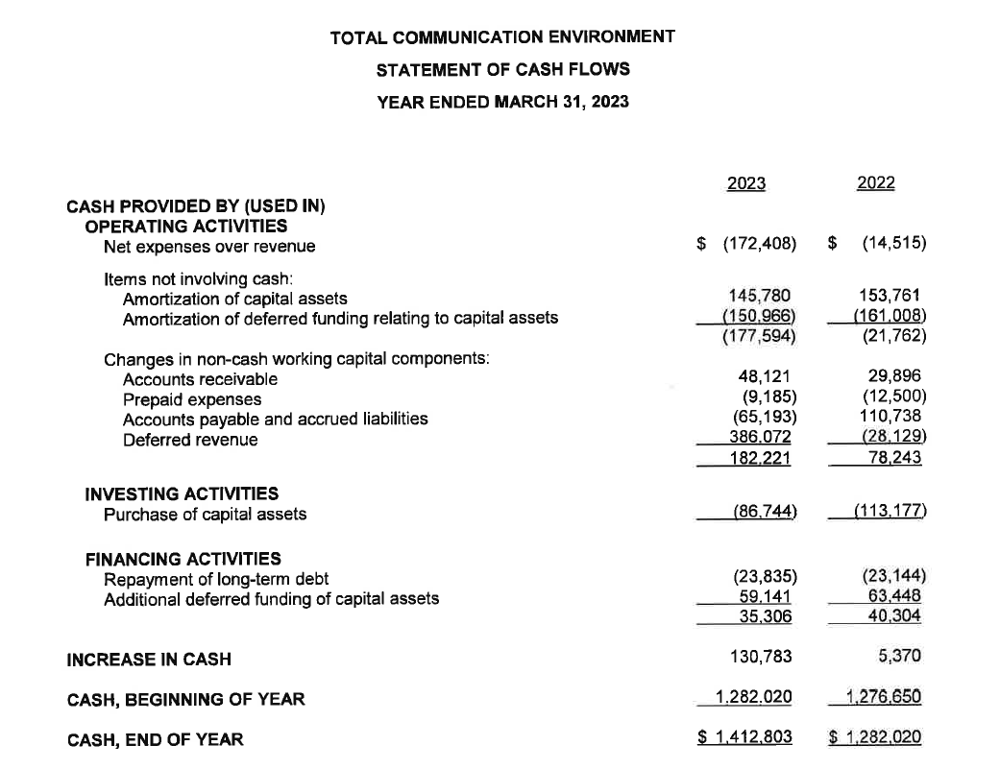 TOTAL COMMUNICATION ENVIRONMENT
STATEMENT OF CASH FLOWS
YEAR ENDED MARCH 31, 2023
2023 2022
CASH PROVIDED BY (USED IN)
OPERATING ACTIVITIES
Net expenses over revenue $ (172,408) $ (14,515)
Items not involving cash:
Amortization of capital assets 145,780 153,761
Amortization of deferred funding relating to capital assets (150,966) (161,008)
(177,594) (21,762)
Changes in non-cash working capital components:
Accounts receivable 48,121 29,896
Prepaid expenses (9,185) (12,500)
Accounts payable and accrued liabilities (65,193) 110,738
Deferred revenue 386,072 (28,129)
182,221 78,243
INVESTING ACTIVITIES
Purchase of capital assets (86,744) (113,177)
FINANCING ACTIVITIES
Repayment of long-term debt (23,835) (23,144)
Additional deferred funding of capital assets 59,141 63,448
35,306 40,304
INCREASE IN CASH 130,783 5,370
CASH, BEGINNING OF YEAR 1,282,020 1,276,650
CASH, END OF YEAR $ 1,412,803 $ 1,282,020